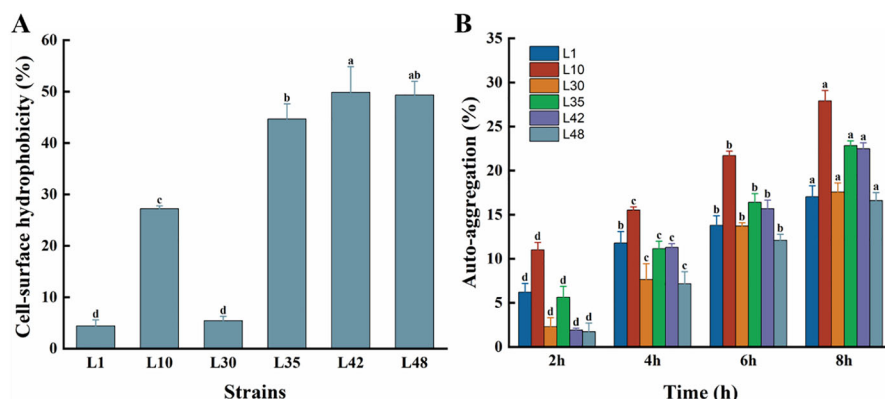 A
Cell-surface hydrophobicity (%)
60
50
40
30
20
10
0
d
c
d
b
a
ab
L1 L10 L30 L35 L42 L48
Strains
B
Auto-aggregation (%)
35
30
25
20
15
10
5
0
L1
L10
L30
L35
L42
L48
d d d d d d
b c c c c c
b b b b b b
a a a a a a
2h 4h 6h 8h
Time (h)